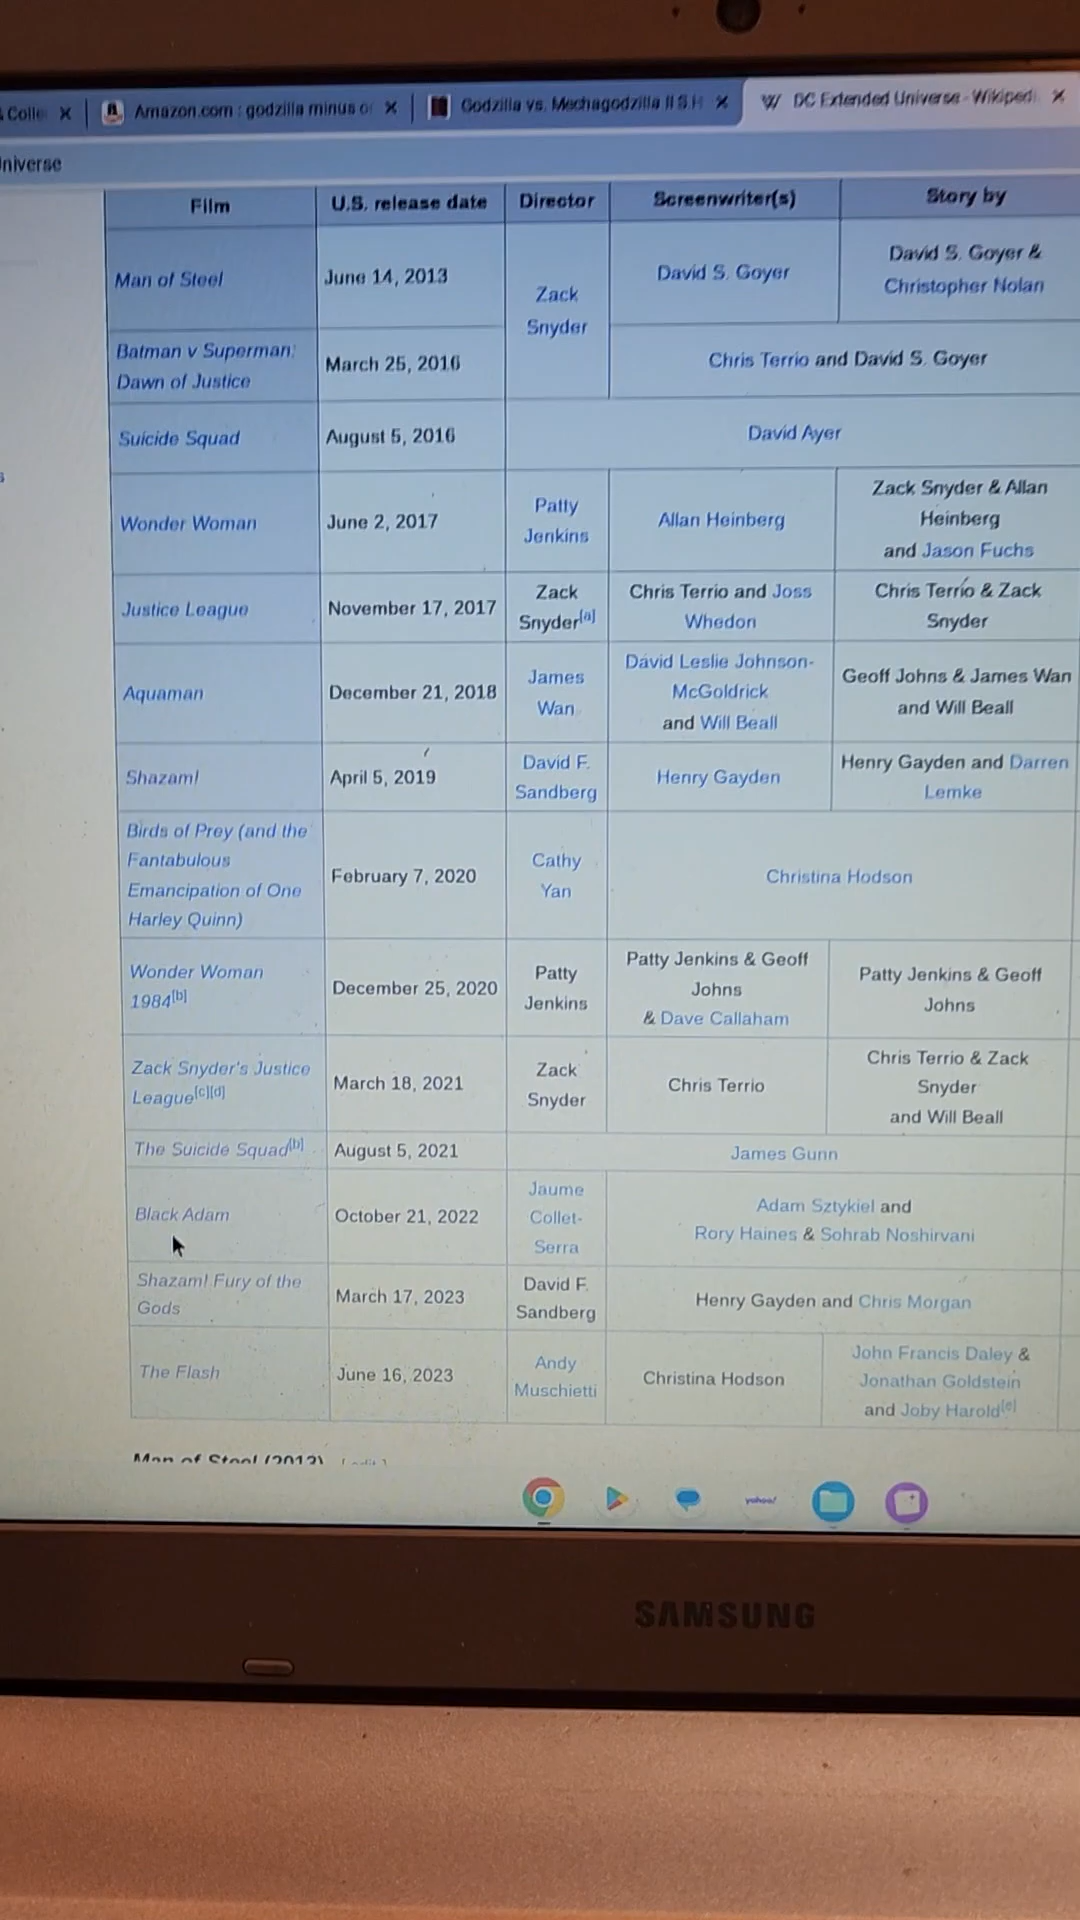 Colle
Amazon.com : godzilla minus o
Godzilla vs. Mechagodzilla II S.H
W DC Extended Universe - Wikipedi
niverse
Film
U.S. release date
Director
Screenwriter(s)
Story by
Man of Steel
June 14, 2013
Zack
Snyder
David S. Goyer
David S. Goyer &
Christopher Nolan
Batman v Superman:
Dawn of Justice
March 25, 2016
Chris Terrio and David S. Goyer
Suicide Squad
August 5, 2016
David Ayer
Wonder Woman
June 2, 2017
Patty
Jenkins
Allan Heinberg
Zack Snyder & Allan
Heinberg
and Jason Fuchs
Justice League
November 17, 2017
Zack
Snyder[a]
Chris Terrio and Joss
Whedon
Chris Terrio & Zack
Snyder
Aquaman
December 21, 2018
James
Wan
David Leslie Johnson-
McGoldrick
and Will Beall
Geoff Johns & James Wan
and Will Beall
Shazam!
April 5, 2019
David F.
Sandberg
Henry Gayden
Henry Gayden and Darren
Lemke
Birds of Prey (and the
Fantabulous
Emancipation of One
Harley Quinn)
February 7, 2020
Cathy
Yan
Christina Hodson
Wonder Woman
1984[b]
December 25, 2020
Patty
Jenkins
Patty Jenkins & Geoff
Johns
& Dave Callaham
Patty Jenkins & Geoff
Johns
Zack Snyder's Justice
League[c][d]
March 18, 2021
Zack
Snyder
Chris Terrio
Chris Terrio & Zack
Snyder
and Will Beall
The Suicide Squad[b]
August 5, 2021
James Gunn
Black Adam
October 21, 2022
Jaume
Collet-
Serra
Adam Sztykiel and
Rory Haines & Sohrab Noshirvani
Shazam! Fury of the
Gods
March 17, 2023
David F.
Sandberg
Henry Gayden and Chris Morgan
The Flash
June 16, 2023
Andy
Muschietti
Christina Hodson
John Francis Daley &
Jonathan Goldstein
and Joby Harold[e]
Man of Steel (2013)
yahoo!
SAMSUNG